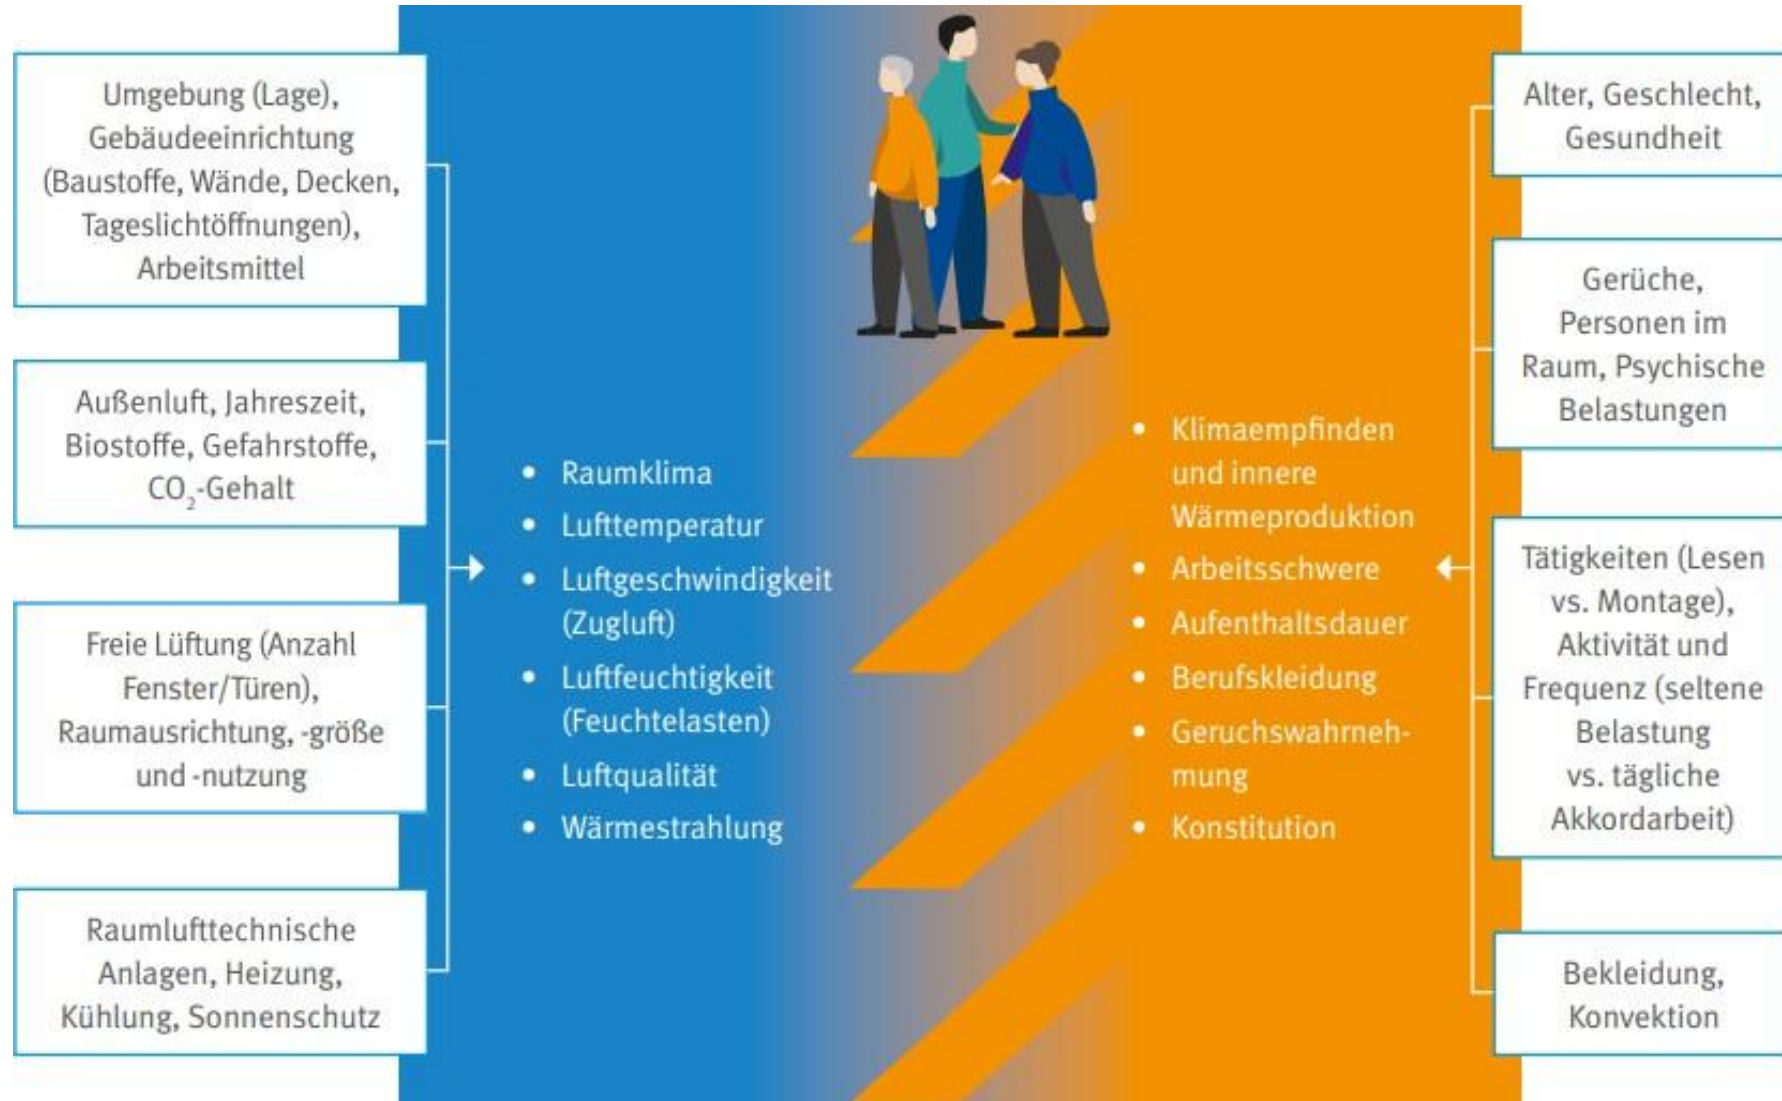 Umgebung (Lage),
Gebäudeeinrichtung
(Baustoffe, Wände, Decken,
Tageslichtöffnungen),
Arbeitsmittel
Außenluft, Jahreszeit,
Biostoffe, Gefahrstoffe,
CO₂-Gehalt
Freie Lüftung (Anzahl
Fenster/Türen),
Raumausrichtung, -größe
und -nutzung
Raumlufttechnische
Anlagen, Heizung,
Kühlung, Sonnenschutz
• Raumklima
• Lufttemperatur
• Luftgeschwindigkeit
(Zugluft)
• Luftfeuchtigkeit
(Feuchtelasten)
• Luftqualität
• Wärmestrahlung
• Klimaempfinden
und innere
Wärmeproduktion
• Arbeitsschwere
• Aufenthaltsdauer
• Berufskleidung
• Geruchswahrneh-
mung
• Konstitution
Alter, Geschlecht,
Gesundheit
Gerüche,
Personen im
Raum, Psychische
Belastungen
Tätigkeiten (Lesen
vs. Montage),
Aktivität und
Frequenz (seltene
Belastung
vs. tägliche
Akkordarbeit)
Bekleidung,
Konvektion